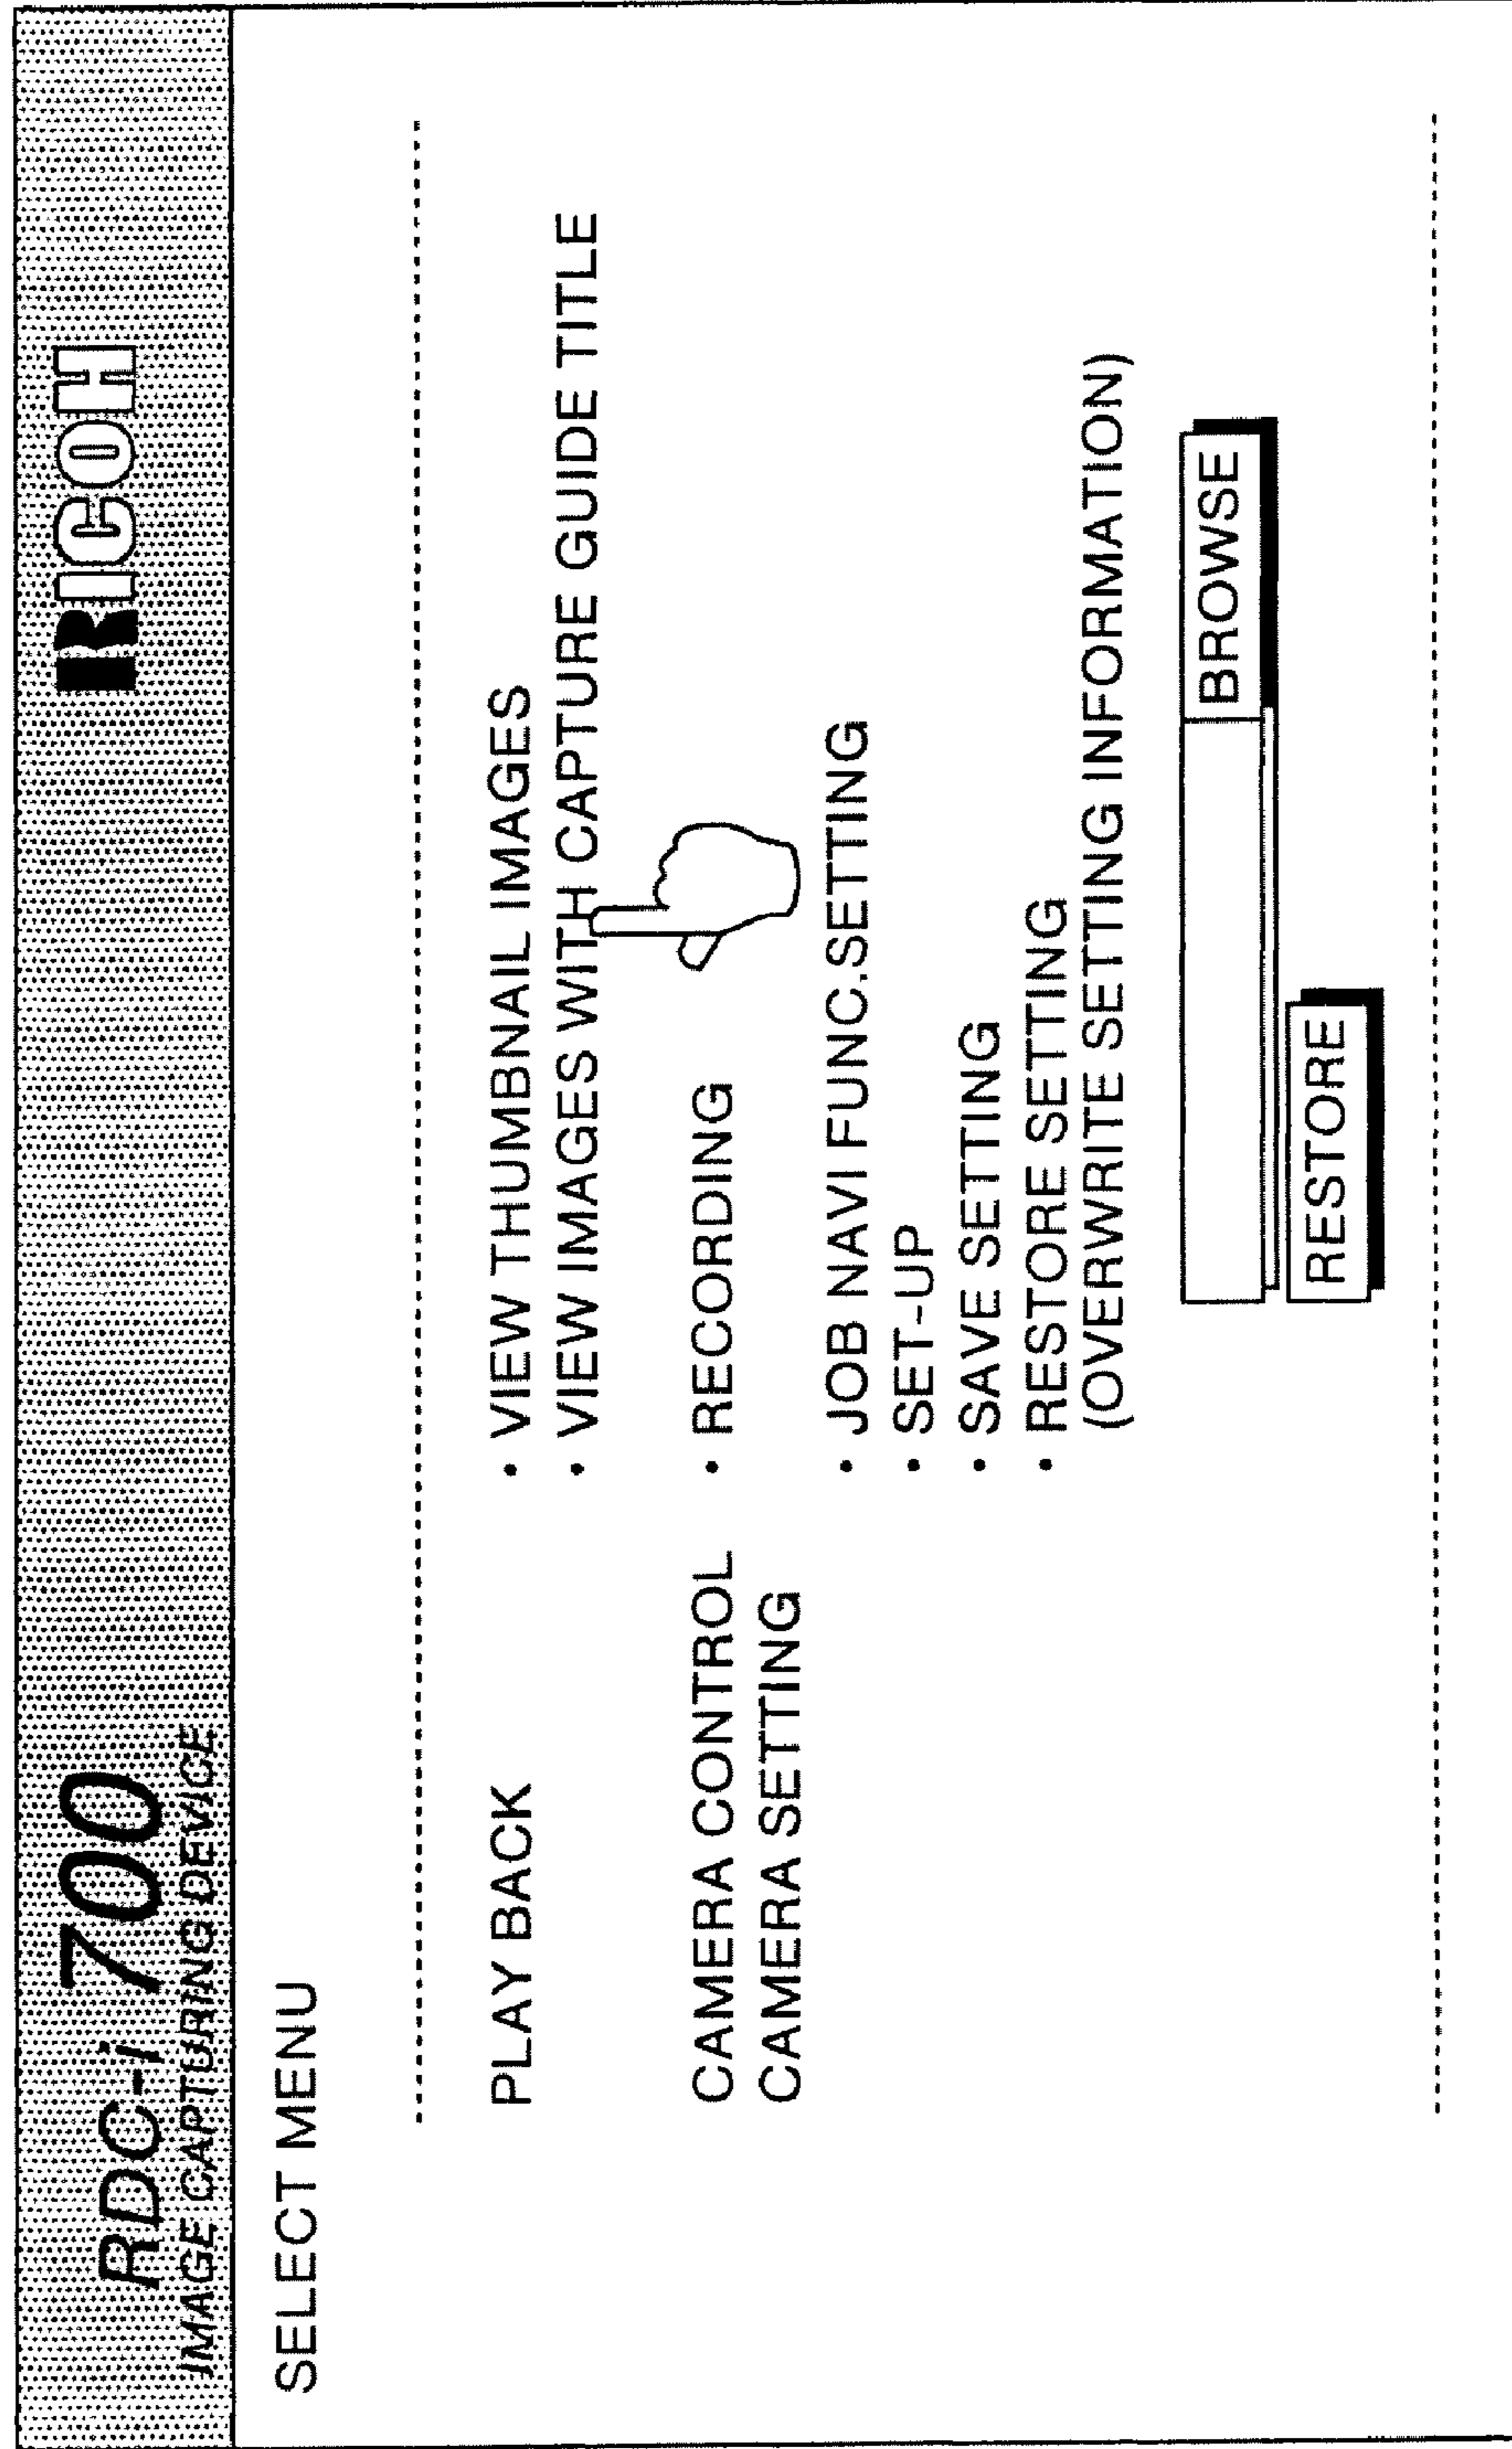 RDC-i 700
IMAGE CAPTURING DEVICE
RICOH
SELECT MENU
PLAY BACK
• VIEW THUMBNAIL IMAGES
• VIEW IMAGES WITH CAPTURE GUIDE TITLE
CAMERA CONTROL • RECORDING
CAMERA SETTING
• JOB NAVI FUNC.SETTING
• SET-UP
• SAVE SETTING
• RESTORE SETTING
(OVERWRITE SETTING INFORMATION)
BROWSE
RESTORE